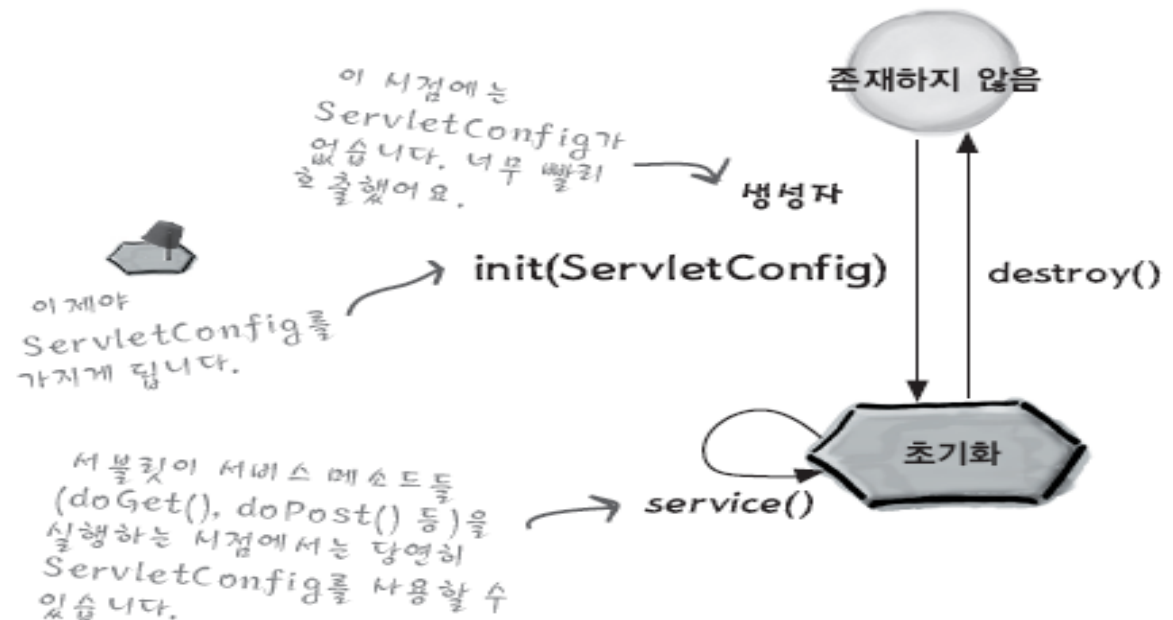 존재하지 않음
이 시점에는
ServletConfig가
없습니다. 너무 빨리
호출했어요.
생성자
init(ServletConfig)
destroy()
이제야
ServletConfig를
가지게 됩니다.
초기화
서블릿이 서비스 메소드들
(doGet(), doPost() 등)을
실행하는 시점에서는 당연히
ServletConfig를 사용할 수
있습니다.
service()